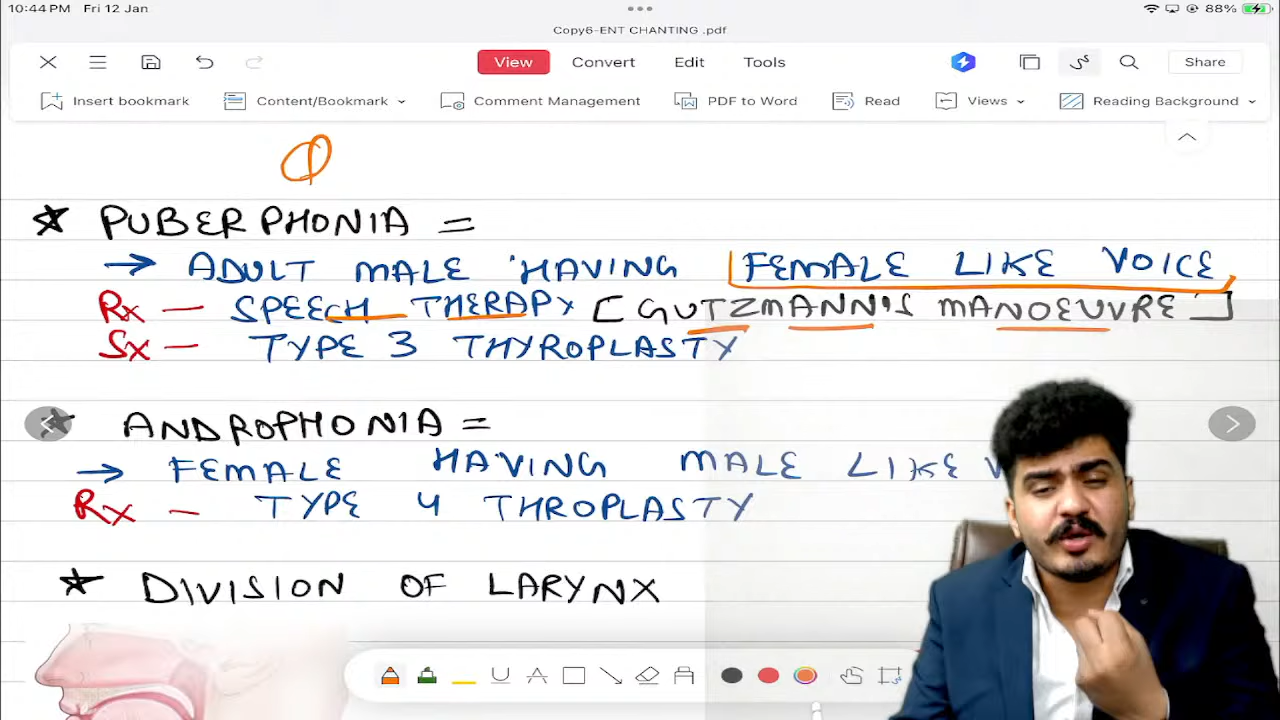 10:44 PM Fri 12 Jan
88%
Copy6-ENT CHANTING .pdf
View Convert Edit Tools Share
Insert bookmark Content/Bookmark Comment Management PDF to Word Read Views Reading Background
①
★ PUBERPHONIA =
→ ADULT MALE HAVING FEMALE LIKE VOICE
Rx — SPEECH THERAPY [GUTZMANN'S MANOEUVRE]
Sx — TYPE 3 THYROPLASTY
★ ANDROPHONIA =
→ FEMALE HAVING MALE LIKE
Rx — TYPE 4 THROPLASTY
★ DIVISION OF LARYNX